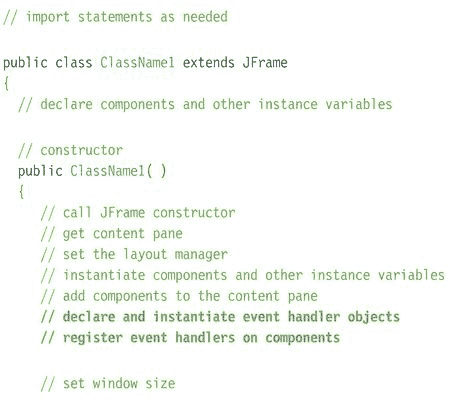 // import statements as needed
public class ClassName1 extends JFrame
{
// declare components and other instance variables
// constructor
public ClassName1( )
{
// call JFrame constructor
// get content pane
// set the layout manager
// instantiate components and other instance variables
// add components to the content pane
// declare and instantiate event handler objects
// register event handlers on components
// set window size